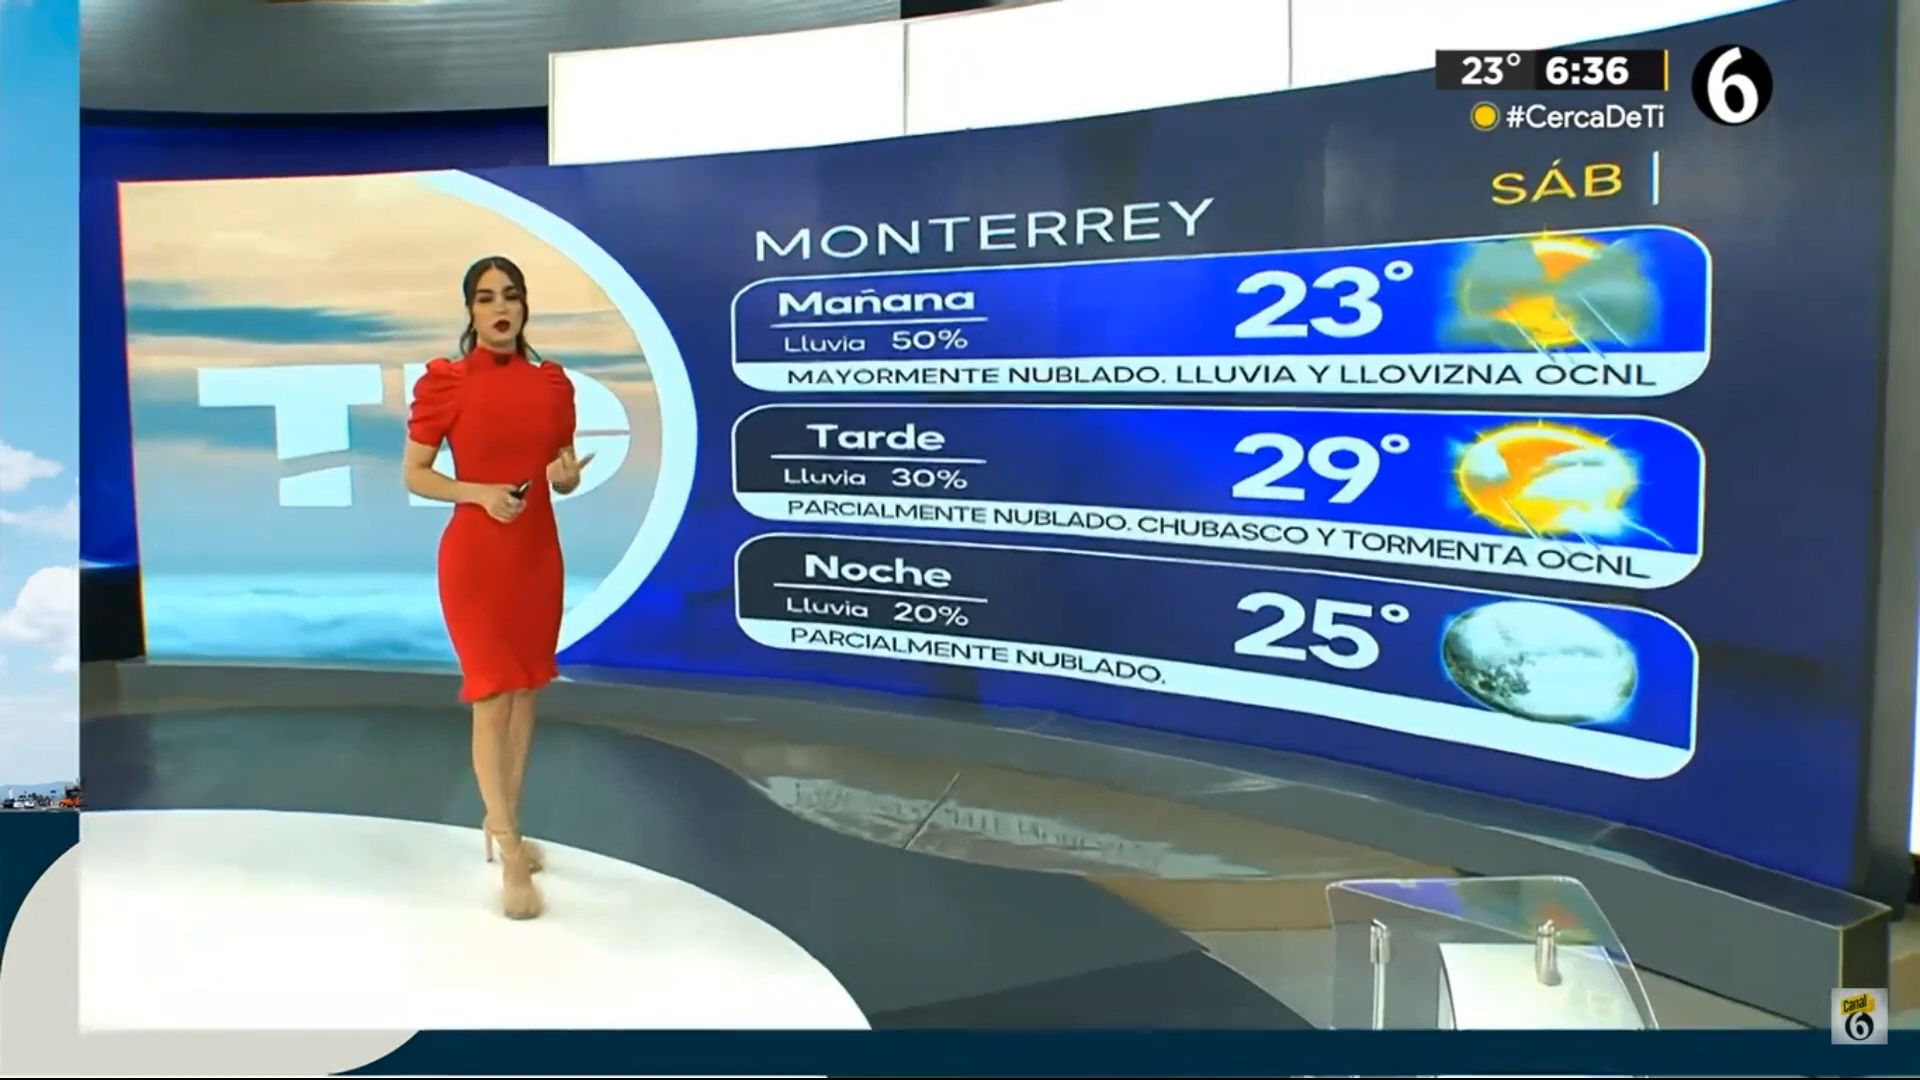 23° 6:36
6
#CercaDeTi
SÁB
MONTERREY
Mañana
Lluvia 50%
23°
MAYORMENTE NUBLADO. LLUVIA Y LLOVIZNA OCNL
Tarde
Lluvia 30%
29°
PARCIALMENTE NUBLADO. CHUBASCO Y TORMENTA OCNL
Noche
Lluvia 20%
25°
PARCIALMENTE NUBLADO.
Canal
6